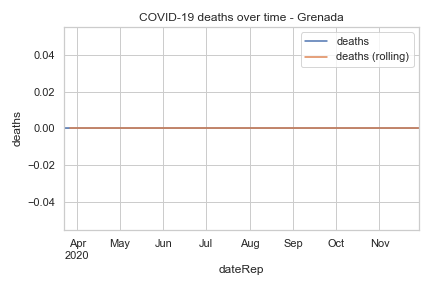 COVID-19 deaths over time - Grenada
deaths
deaths (rolling)
0.04
0.02
0.00
−0.02
−0.04
deaths
Apr
2020
May
Jun
Jul
Aug
Sep
Oct
Nov
dateRep